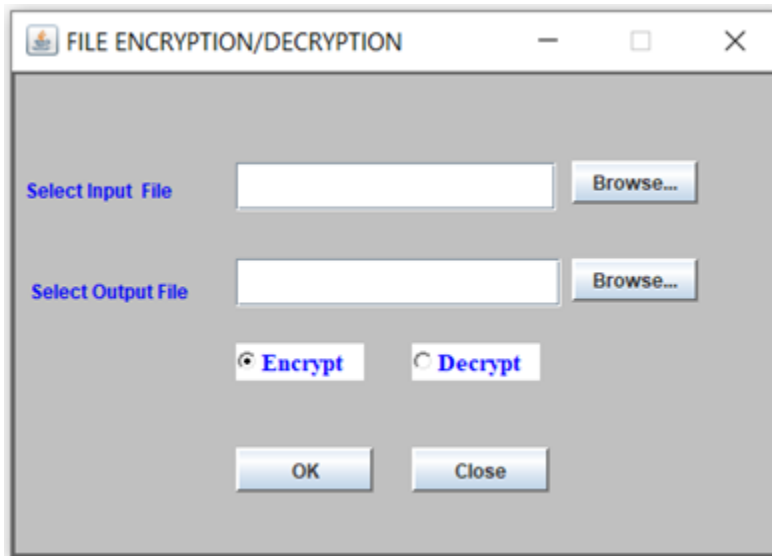 FILE ENCRYPTION/DECRYPTION
Select Input File
Browse...
Select Output File
Browse...
Encrypt
Decrypt
OK
Close